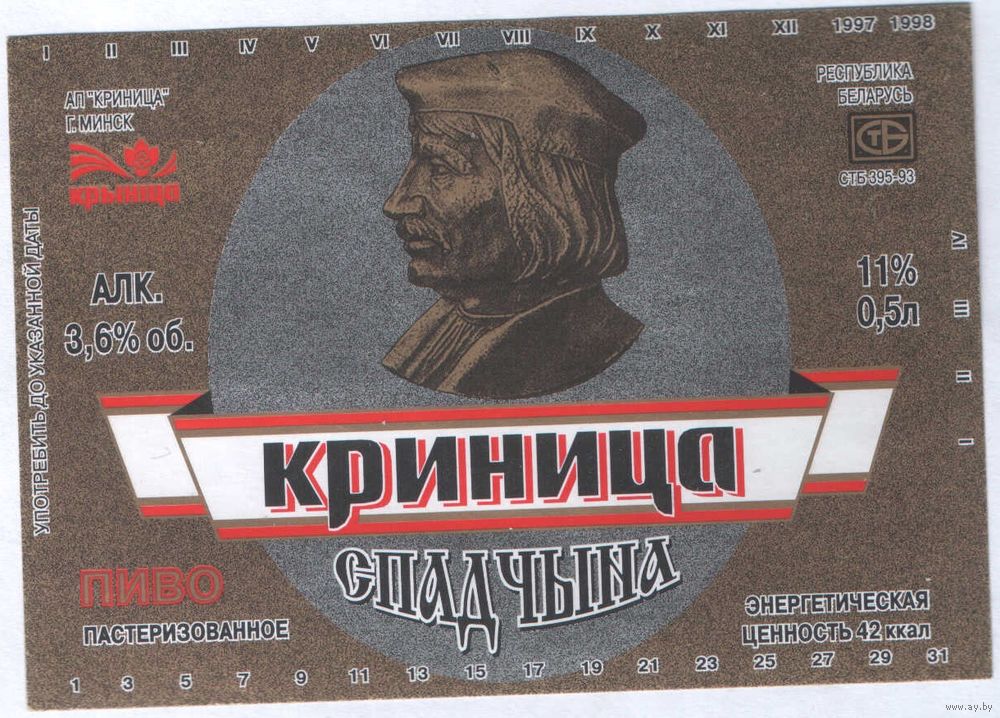 I II III IV V VI VII VIII IX X XI XII 1997 1998
АП "КРИНИЦА"
Г. МИНСК
крыніца
РЕСПУБЛИКА
БЕЛАРУСЬ
СТБ
СТБ 395-93
УПОТРЕБИТЬ ДО УКАЗАННОЙ ДАТЫ
АЛК.
3,6% об.
11%
0,5л
IV
III
II
I
КРИНИЦА
СПАДЧЫНА
ПИВО
ПАСТЕРИЗОВАННОЕ
ЭНЕРГЕТИЧЕСКАЯ
ЦЕННОСТЬ 42 ккал
1 3 5 7 9 11 13 15 17 19 21 23 25 27 29 31
www.ay.by